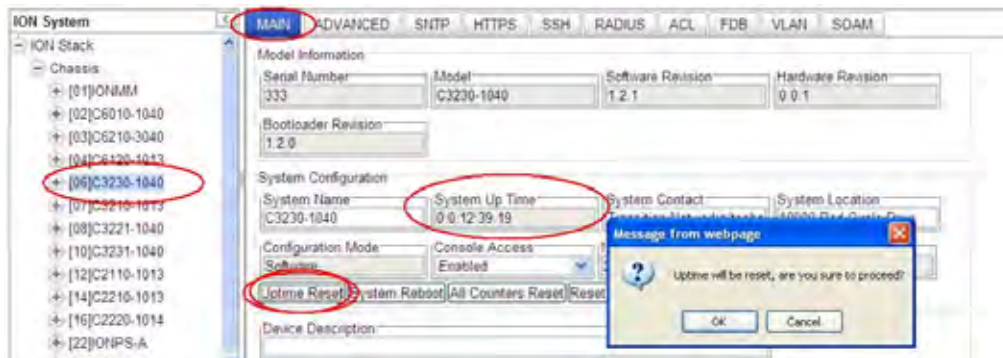 ION System
MAIN ADVANCED SNTP HTTPS SSH RADIUS ACL FDB VLAN SOAM
ION Stack
Chassis
[01]IONMM
[02]C6010-1040
[03]C6210-3040
[04]C6120-1013
[06]C3230-1040
[07]C3210-1013
[08]C3221-1040
[10]C3231-1040
[12]C2110-1013
[14]C2210-1013
[16]C2220-1014
[22]IONPS-A
Model Information
Serial Number Model Software Revision Hardware Revision
333 C3230-1040 1.2.1 0.0.1
Bootloader Revision
1.2.0
System Configuration
System Name System Up Time System Contact System Location
C3230-1040 0:0:12:39.19
Configuration Mode Console Access
Software Enabled
Uptime Reset System Reboot All Counters Reset Reset
Device Description
Message from webpage
Uptime will be reset, are you sure to proceed?
OK Cancel